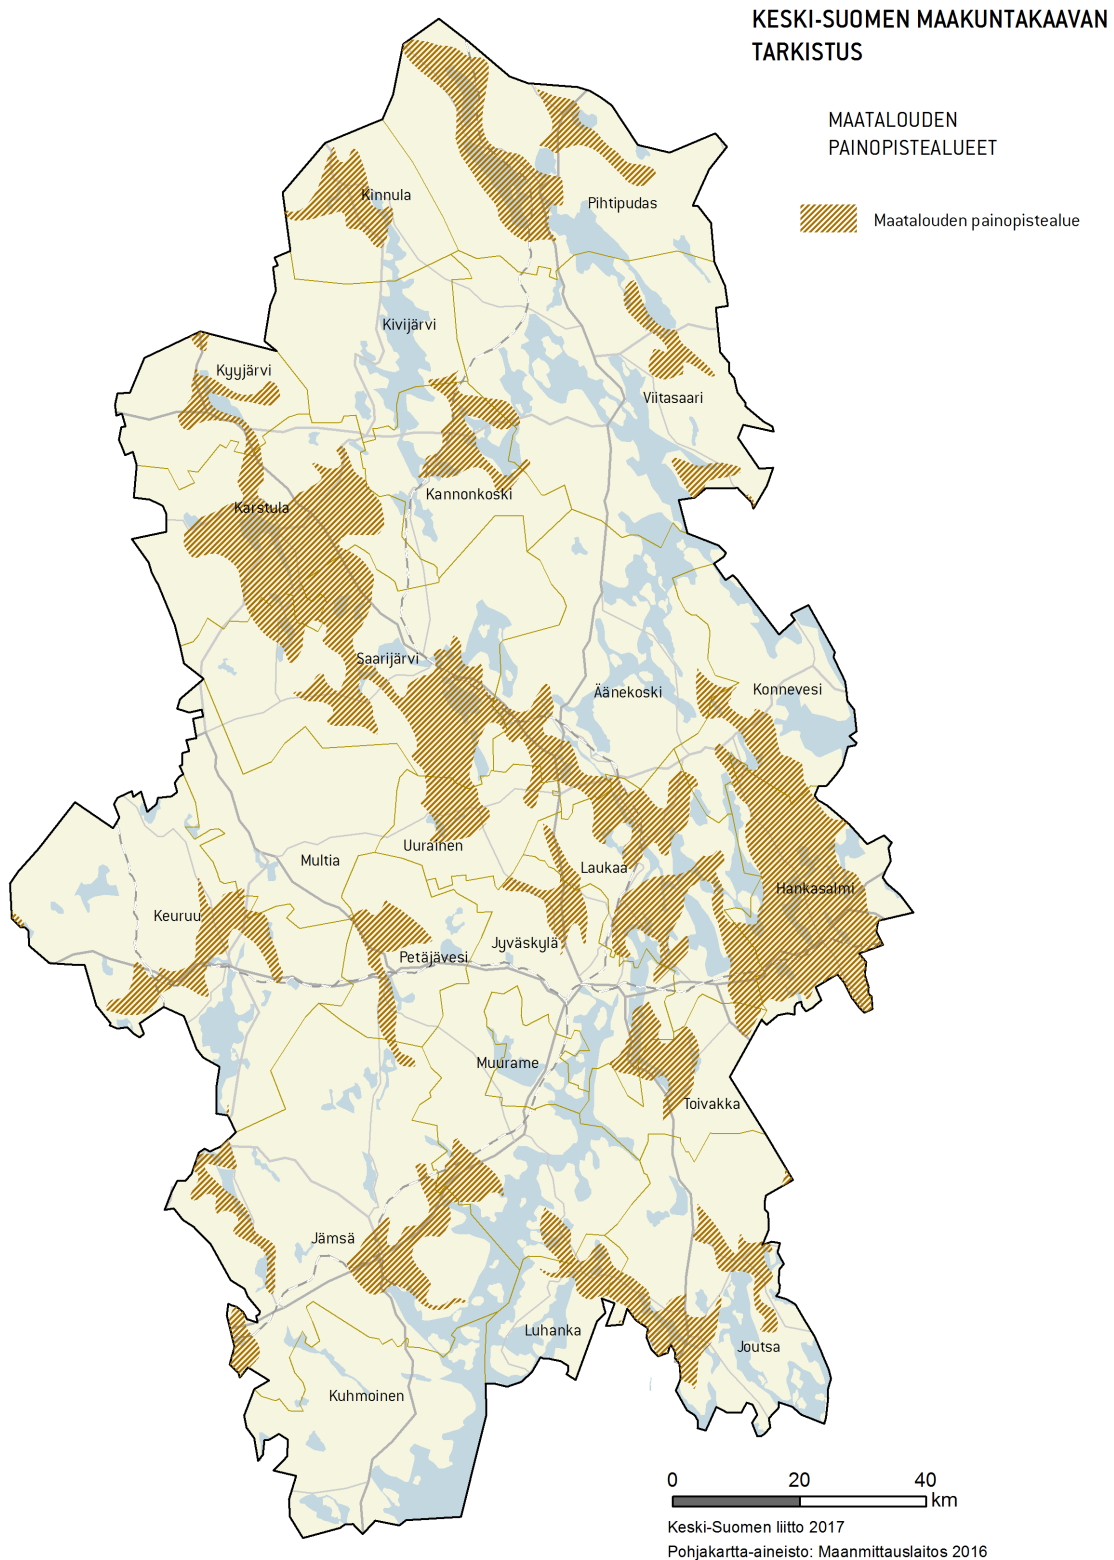 KESKI-SUOMEN MAAKUNTAKAAVAN
TARKISTUS
MAATALOUDEN
PAINOPISTEALUEET
Maatalouden painopistealue
Kinnula
Pihtipudas
Kivijärvi
Kyyjärvi
Viitasaari
Kannonkoski
Karstula
Saarijärvi
Äänekoski
Konnevesi
Uurainen
Multia
Laukaa
Hankasalmi
Keuruu
Jyväskylä
Petäjävesi
Muurame
Toivakka
Jämsä
Luhanka
Joutsa
Kuhmoinen
0 20 40
km
Keski-Suomen liitto 2017
Pohjakartta-aineisto: Maanmittauslaitos 2016